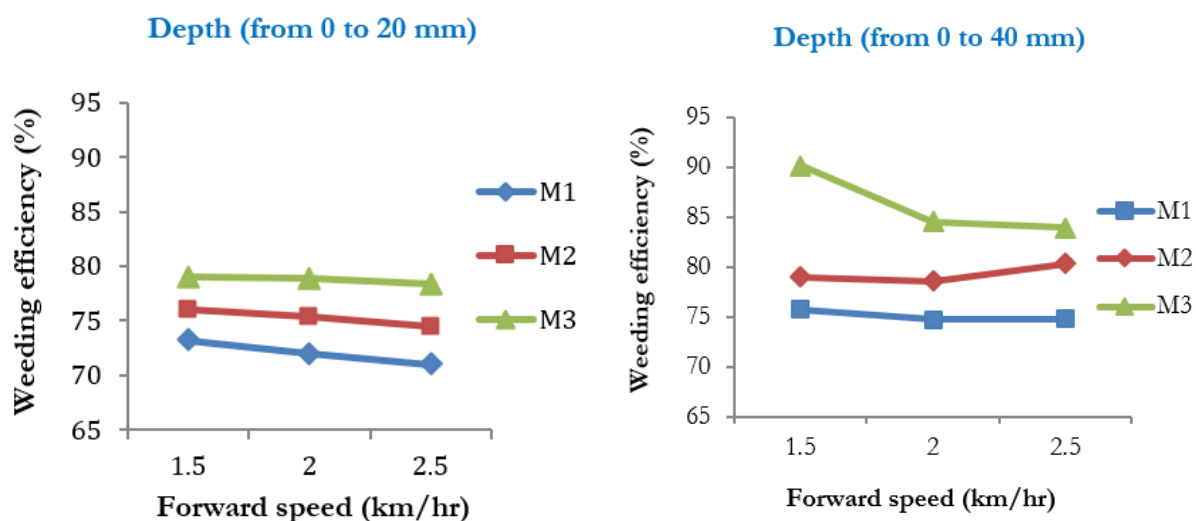 Depth (from 0 to 20 mm)
Weeding efficiency (%)
95
90
85
80
75
70
65
1.5 2 2.5
Forward speed (km/hr)
M1
M2
M3
Depth (from 0 to 40 mm)
Weeding efficiency (%)
95
90
85
80
75
70
65
1.5 2 2.5
Forward speed (km/hr)
M1
M2
M3